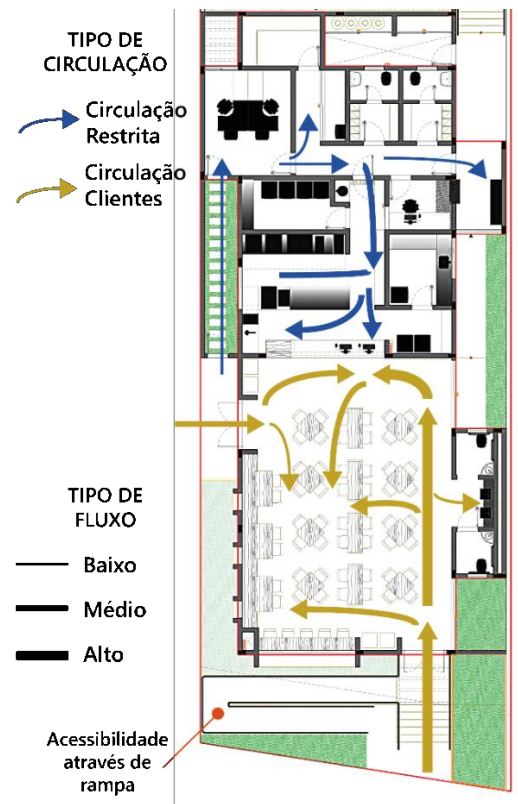 TIPO DE
CIRCULAÇÃO
Circulação
Restrita
Circulação
Clientes
TIPO DE
FLUXO
Baixo
Médio
Alto
Acessibilidade
através de
rampa